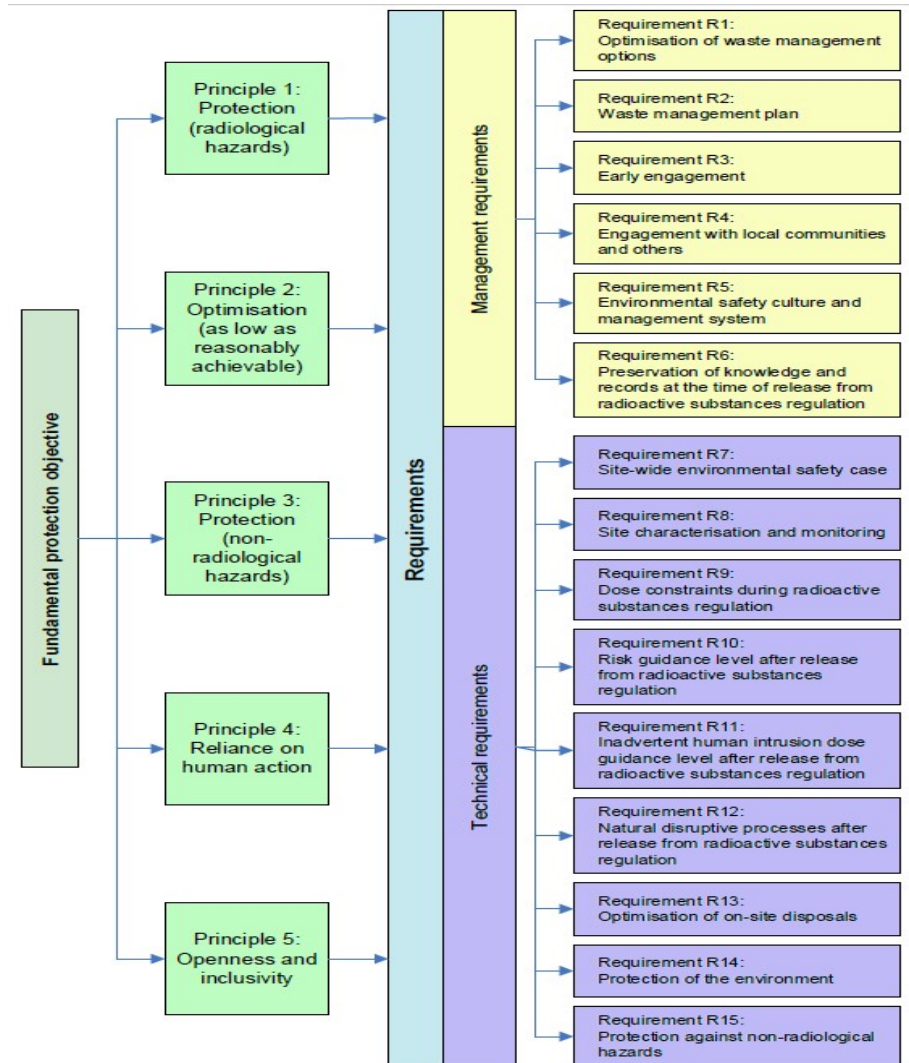 Fundamental protection objective
Principle 1:
Protection
(radiological
hazards)
Principle 2:
Optimisation
(as low as
reasonably
achievable)
Principle 3:
Protection
(non-
radiological
hazards)
Principle 4:
Reliance on
human action
Principle 5:
Openness and
inclusivity
Requirements
Management requirements
Technical requirements
Requirement R1:
Optimisation of waste management
options
Requirement R2:
Waste management plan
Requirement R3:
Early engagement
Requirement R4:
Engagement with local communities
and others
Requirement R5:
Environmental safety culture and
management system
Requirement R6:
Preservation of knowledge and
records at the time of release from
radioactive substances regulation
Requirement R7:
Site-wide environmental safety case
Requirement R8:
Site characterisation and monitoring
Requirement R9:
Dose constraints during radioactive
substances regulation
Requirement R10:
Risk guidance level after release
from radioactive substances
regulation
Requirement R11:
Inadvertent human intrusion dose
guidance level after release from
radioactive substances regulation
Requirement R12:
Natural disruptive processes after
release from radioactive substances
regulation
Requirement R13:
Optimisation of on-site disposals
Requirement R14:
Protection of the environment
Requirement R15:
Protection against non-radiological
hazards